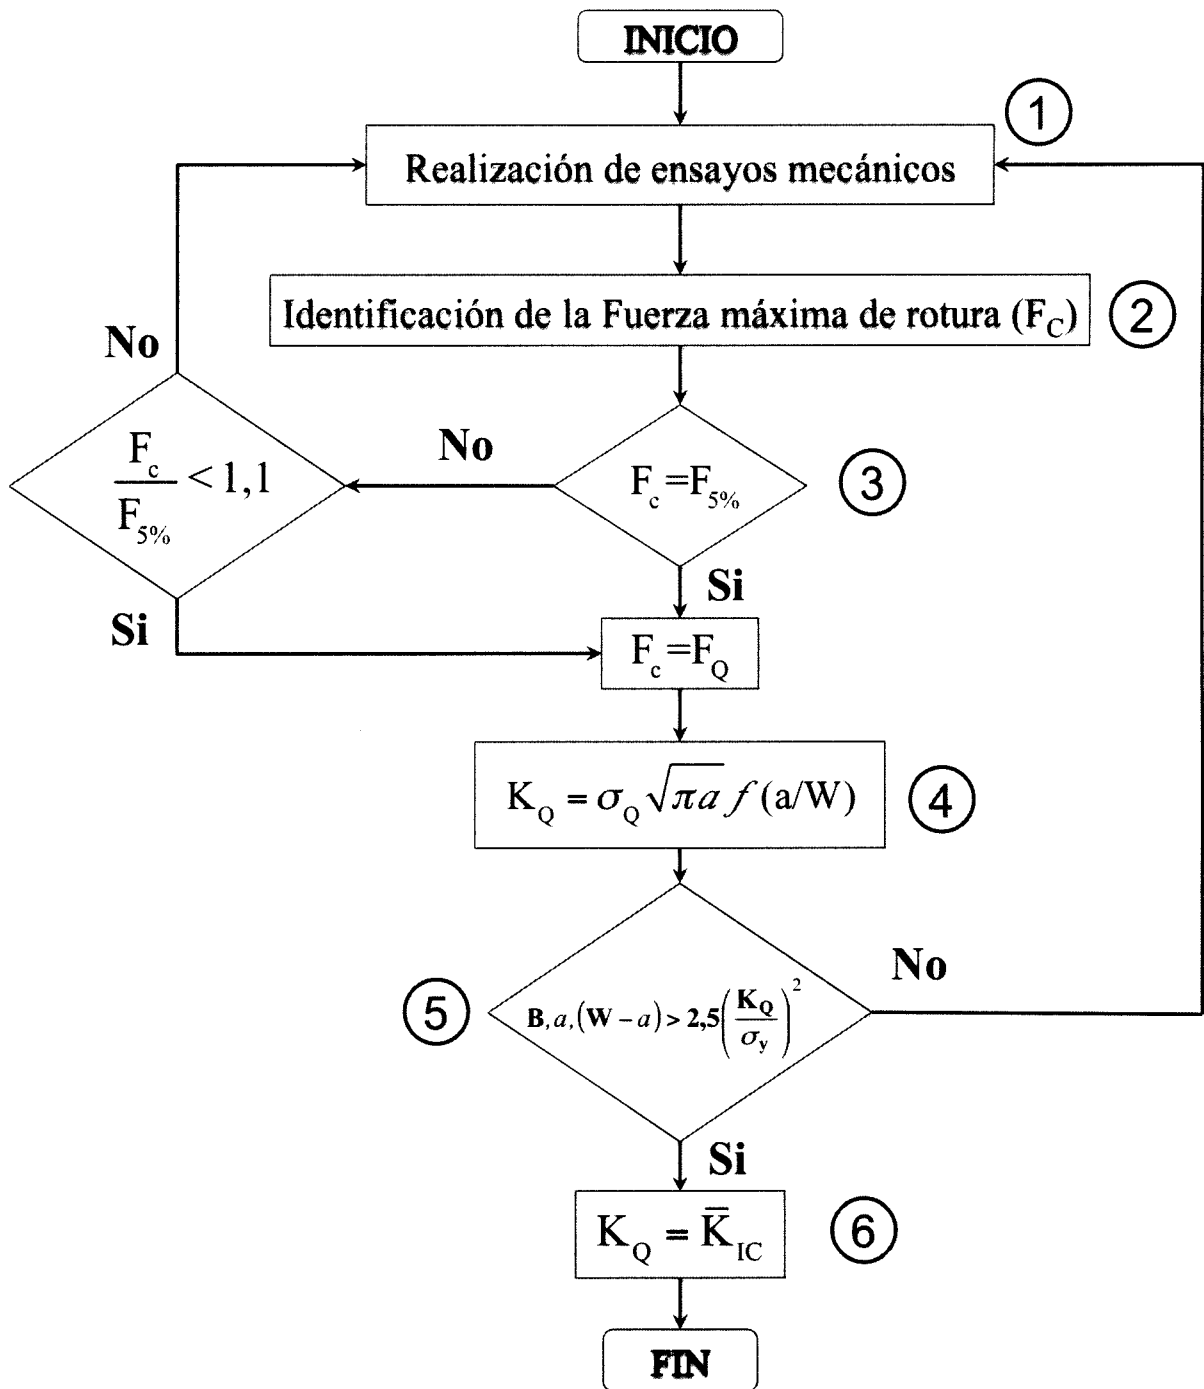 INICIO
1
Realización de ensayos mecánicos
Identificación de la Fuerza máxima de rotura (F_C)
2
No
F_c / F_5% < 1,1
No
F_c = F_5%
3
Si
Si
F_c = F_Q
K_Q = σ_Q √πa f (a/W)
4
No
5
B, a, (W − a) > 2,5 (K_Q / σ_y)^2
Si
K_Q = K̅_IC
6
FIN